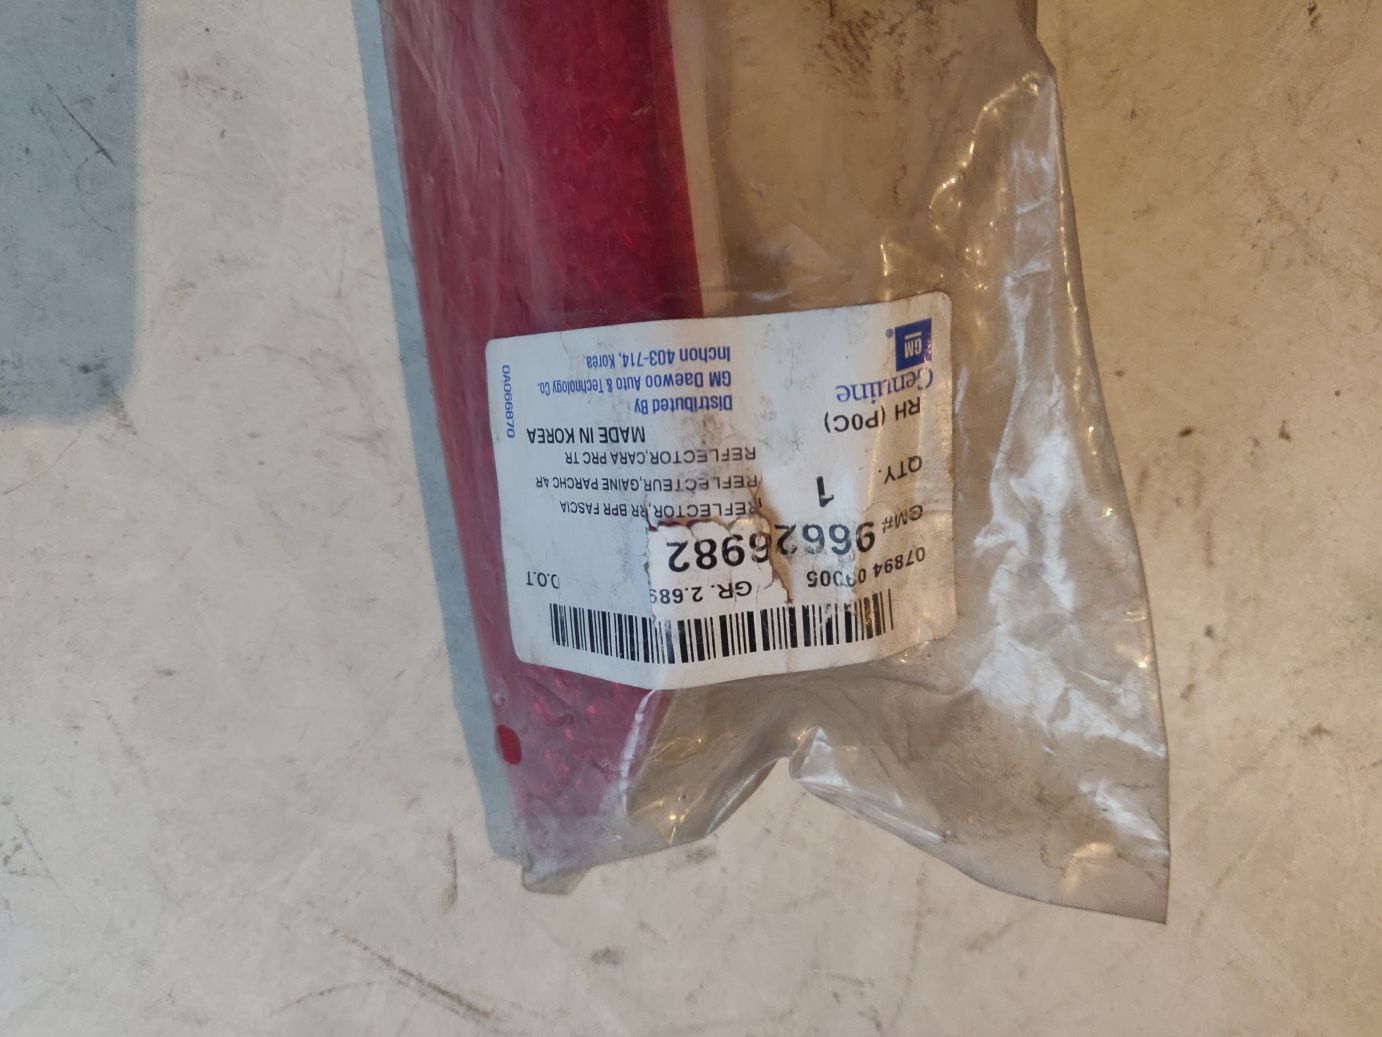 GM
®
Genuine
RH (P0C)
QTY.
1
GM# 96626982
07894 05
GR. 2.689
D.O.T
REFLECTOR,RR BPR FASCIA
REFLECTEUR,GAINE PARCHC AR
REFLECTOR,CARA PRC TR
MADE IN KOREA
Distributed By
GM Daewoo Auto & Technology Co.
Inchon 403-714, Korea
0A066870